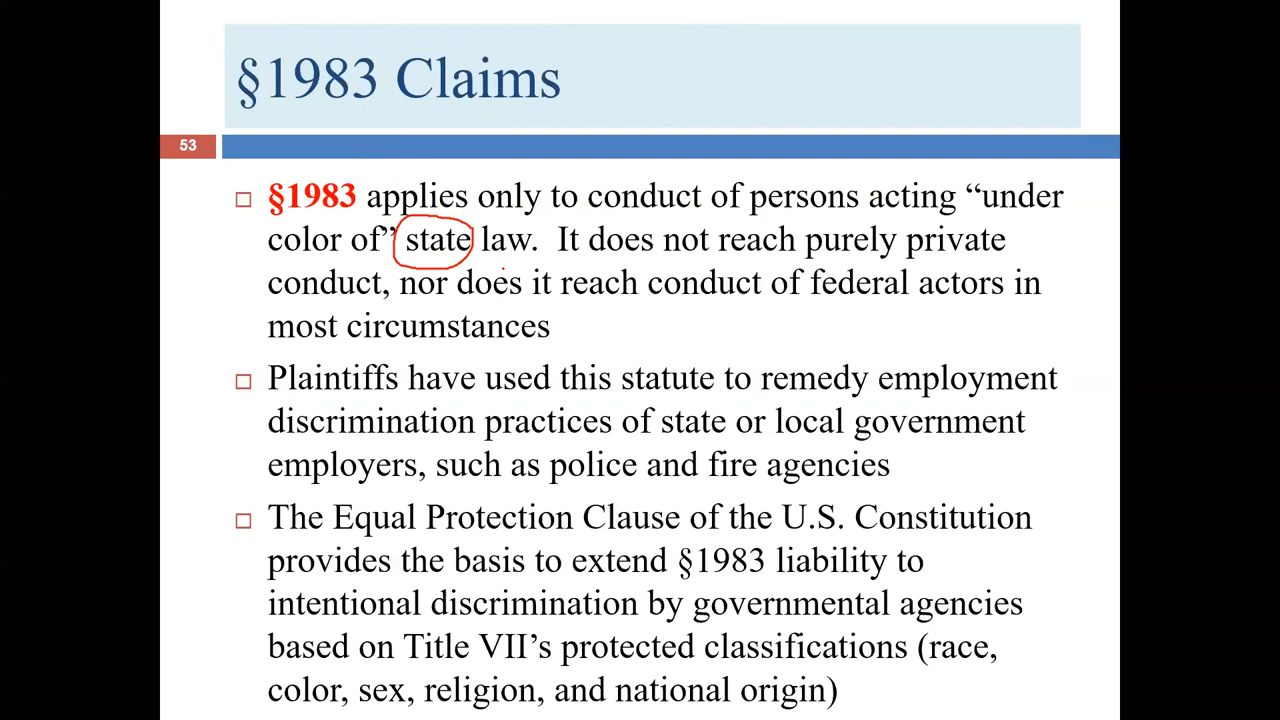 §1983 Claims
53
§1983 applies only to conduct of persons acting “under
color of” state law.  It does not reach purely private
conduct, nor does it reach conduct of federal actors in
most circumstances
Plaintiffs have used this statute to remedy employment
discrimination practices of state or local government
employers, such as police and fire agencies
The Equal Protection Clause of the U.S. Constitution
provides the basis to extend §1983 liability to
intentional discrimination by governmental agencies
based on Title VII’s protected classifications (race,
color, sex, religion, and national origin)